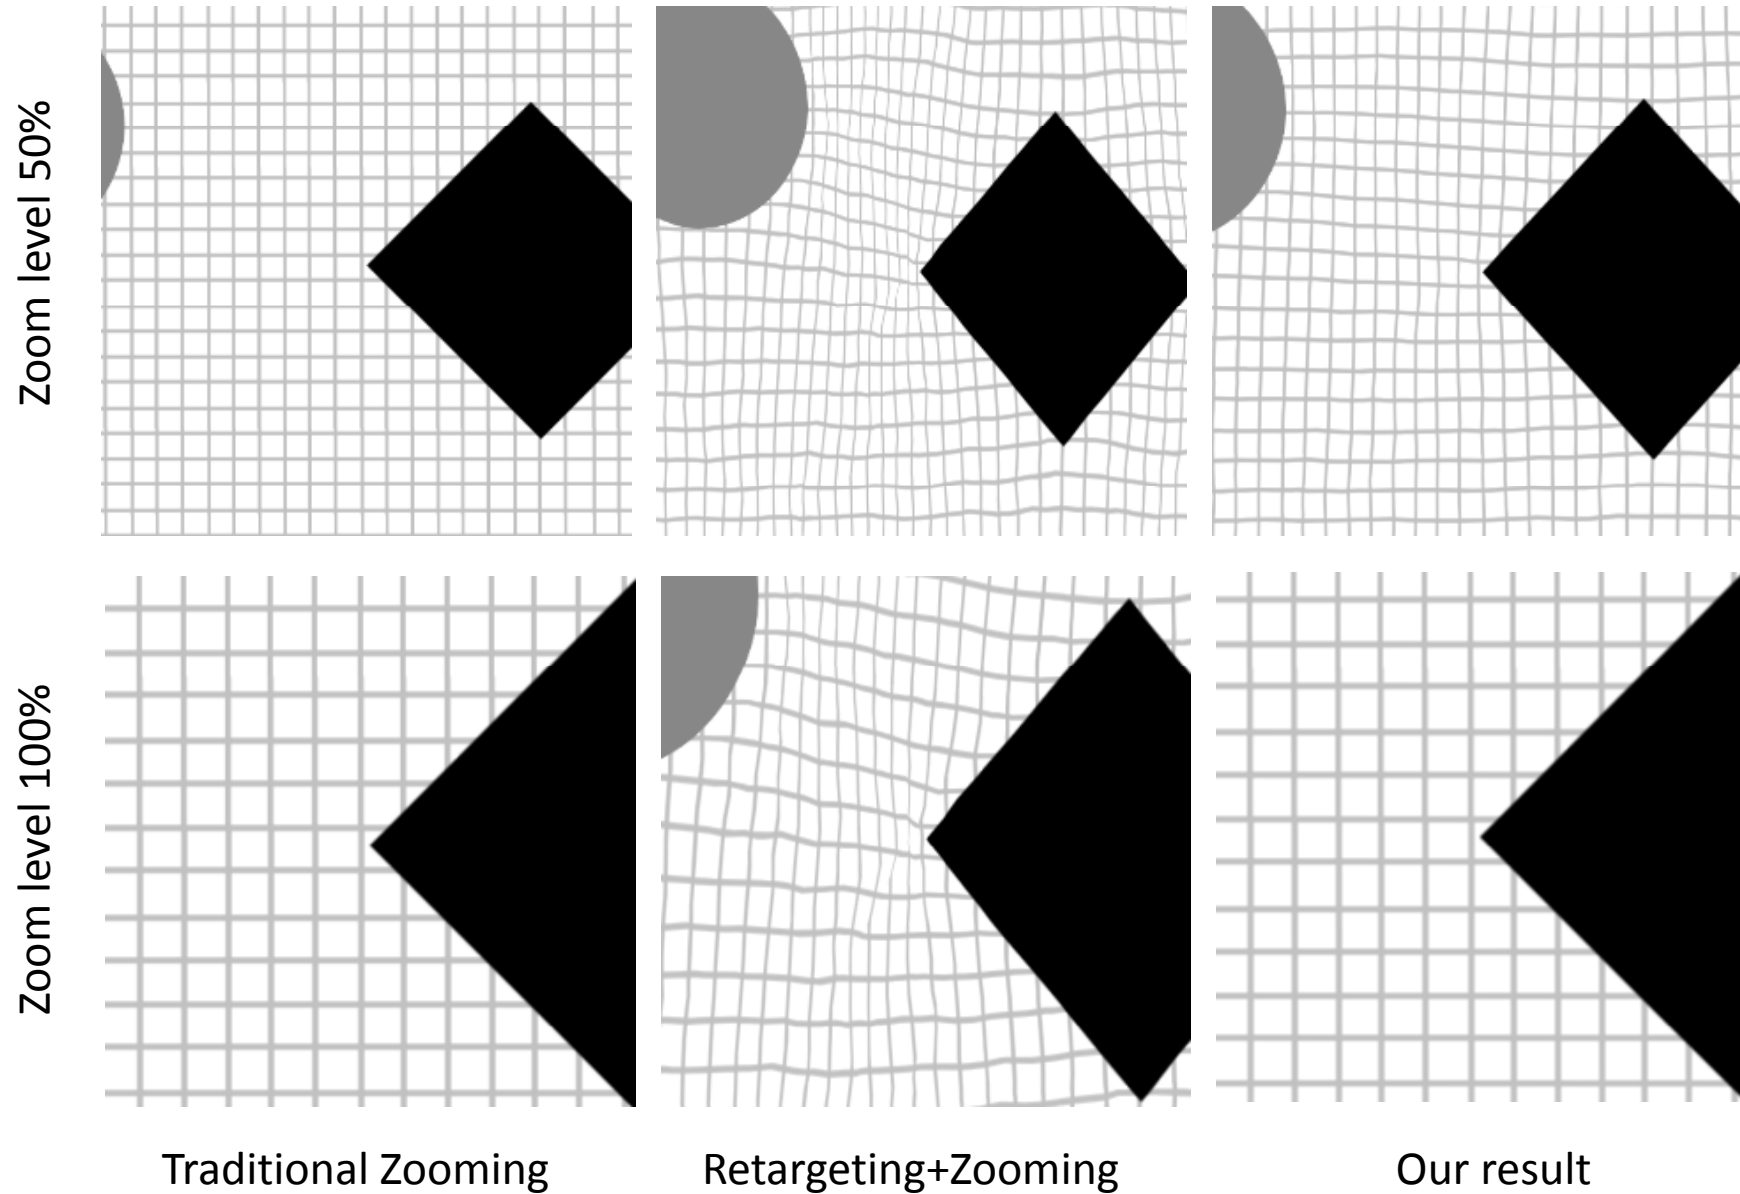 Zoom level 50%
Zoom level 100%
Traditional Zooming
Retargeting+Zooming
Our result